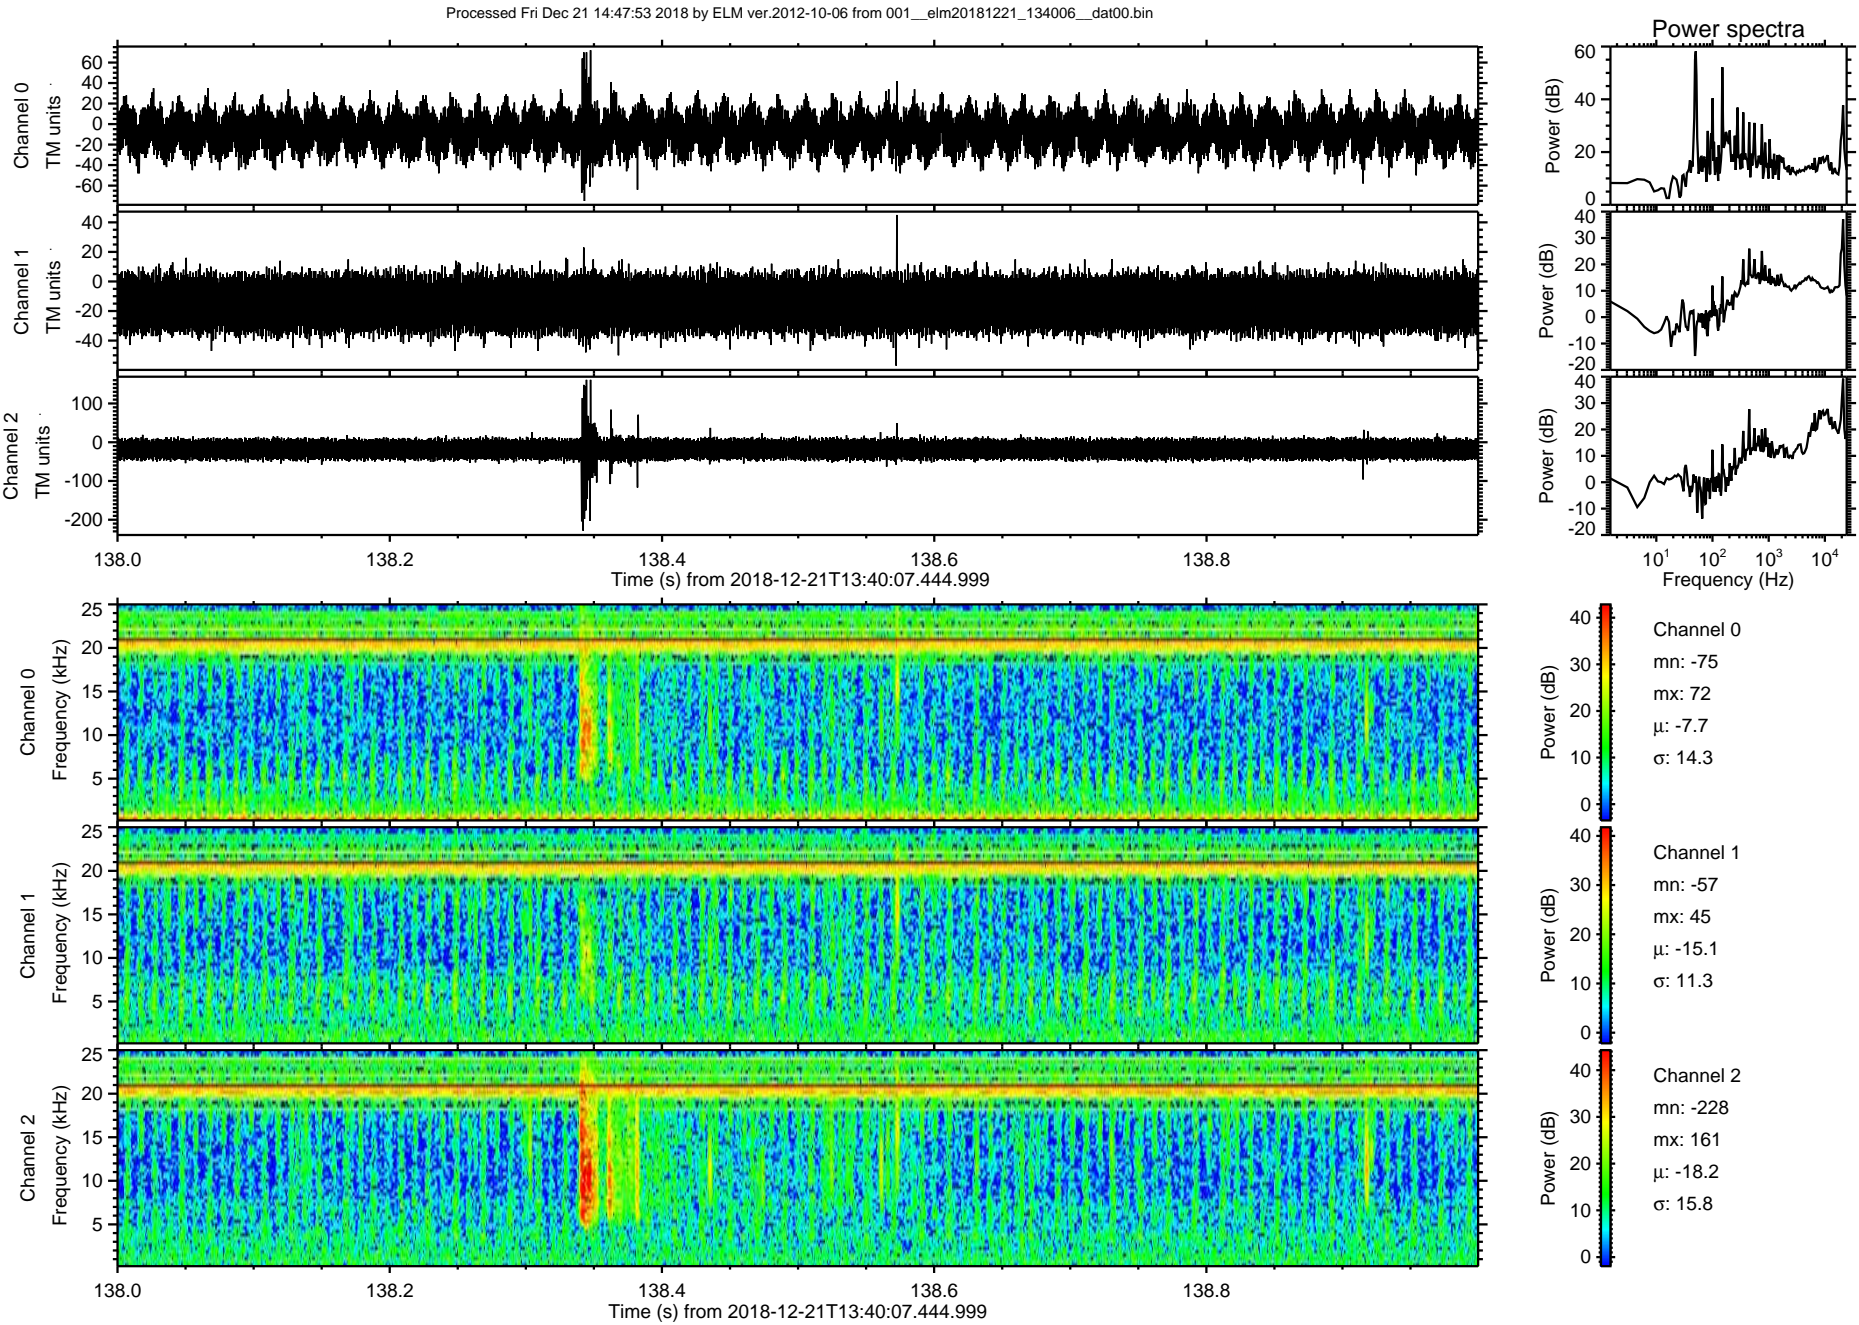 Processed Fri Dec 21 14:47:53 2018 by ELM ver.2012-10-06 from 001__elm20181221_134006__dat00.bin
Power spectra
Channel 0
TM units
60
40
20
0
-20
-40
-60
Power (dB)
60
40
20
0
Channel 1
TM units
40
20
0
-20
-40
Power (dB)
40
30
20
10
0
-10
-20
Channel 2
TM units
100
0
-100
-200
Power (dB)
40
30
20
10
0
-10
-20
138.0 138.2 138.4 138.6 138.8
Time (s) from 2018-12-21T13:40:07.444.999
10^1 10^2 10^3 10^4
Frequency (Hz)
Channel 0
Frequency (kHz)
25
20
15
10
5
Power (dB)
40
30
20
10
0
Channel 0
mn: -75
mx: 72
μ: -7.7
σ: 14.3
Channel 1
Frequency (kHz)
25
20
15
10
5
Power (dB)
40
30
20
10
0
Channel 1
mn: -57
mx: 45
μ: -15.1
σ: 11.3
Channel 2
Frequency (kHz)
25
20
15
10
5
Power (dB)
40
30
20
10
0
Channel 2
mn: -228
mx: 161
μ: -18.2
σ: 15.8
138.0 138.2 138.4 138.6 138.8
Time (s) from 2018-12-21T13:40:07.444.999